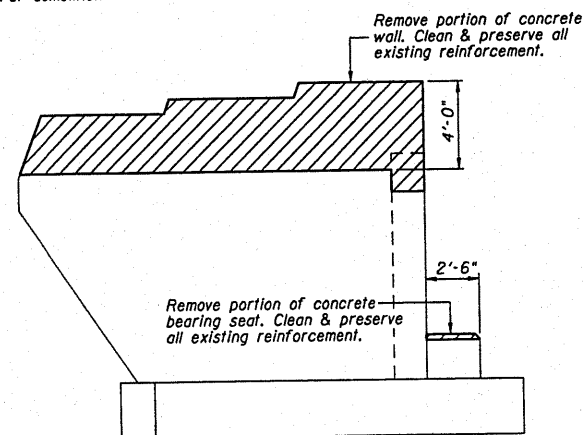 Remove portion of concrete
wall. Clean & preserve all
existing reinforcement.
4'-0"
2'-6"
Remove portion of concrete
bearing seat. Clean & preserve
all existing reinforcement.